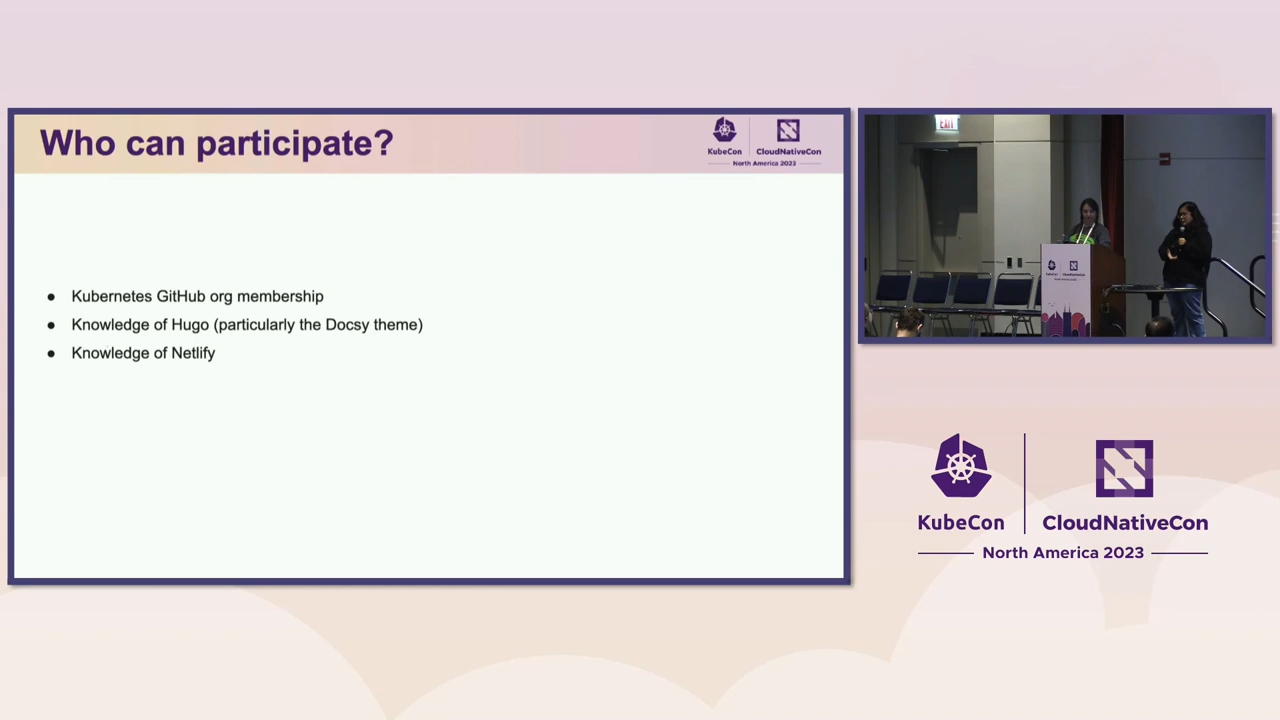 Who can participate?
KubeCon
CloudNativeCon
North America 2023
● Kubernetes GitHub org membership
● Knowledge of Hugo (particularly the Docsy theme)
● Knowledge of Netlify
EXIT
KubeCon
CloudNativeCon
North America 2023